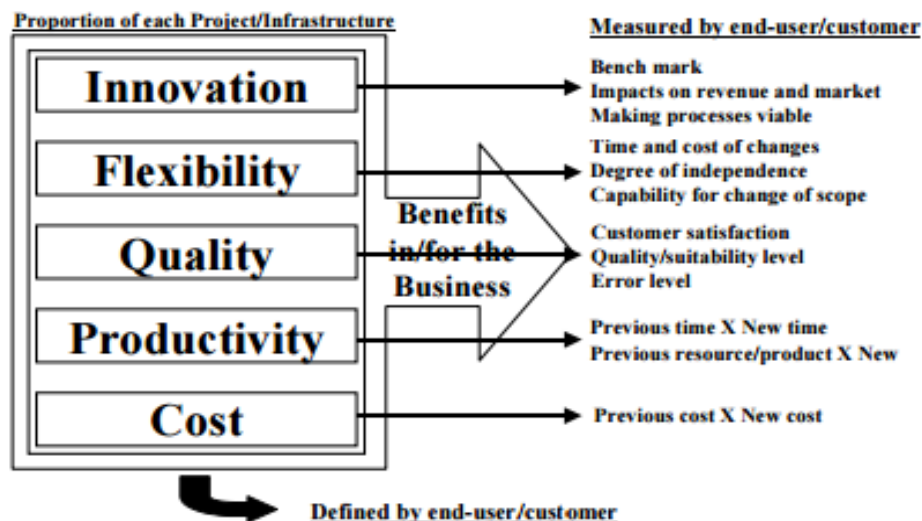 Proportion of each Project/Infrastructure
Measured by end-user/customer
Innovation
Bench mark
Impacts on revenue and market
Making processes viable
Flexibility
Time and cost of changes
Degree of independence
Capability for change of scope
Benefits
in/for the
Business
Quality
Customer satisfaction
Quality/suitability level
Error level
Productivity
Previous time X New time
Previous resource/product X New
Cost
Previous cost X New cost
Defined by end-user/customer